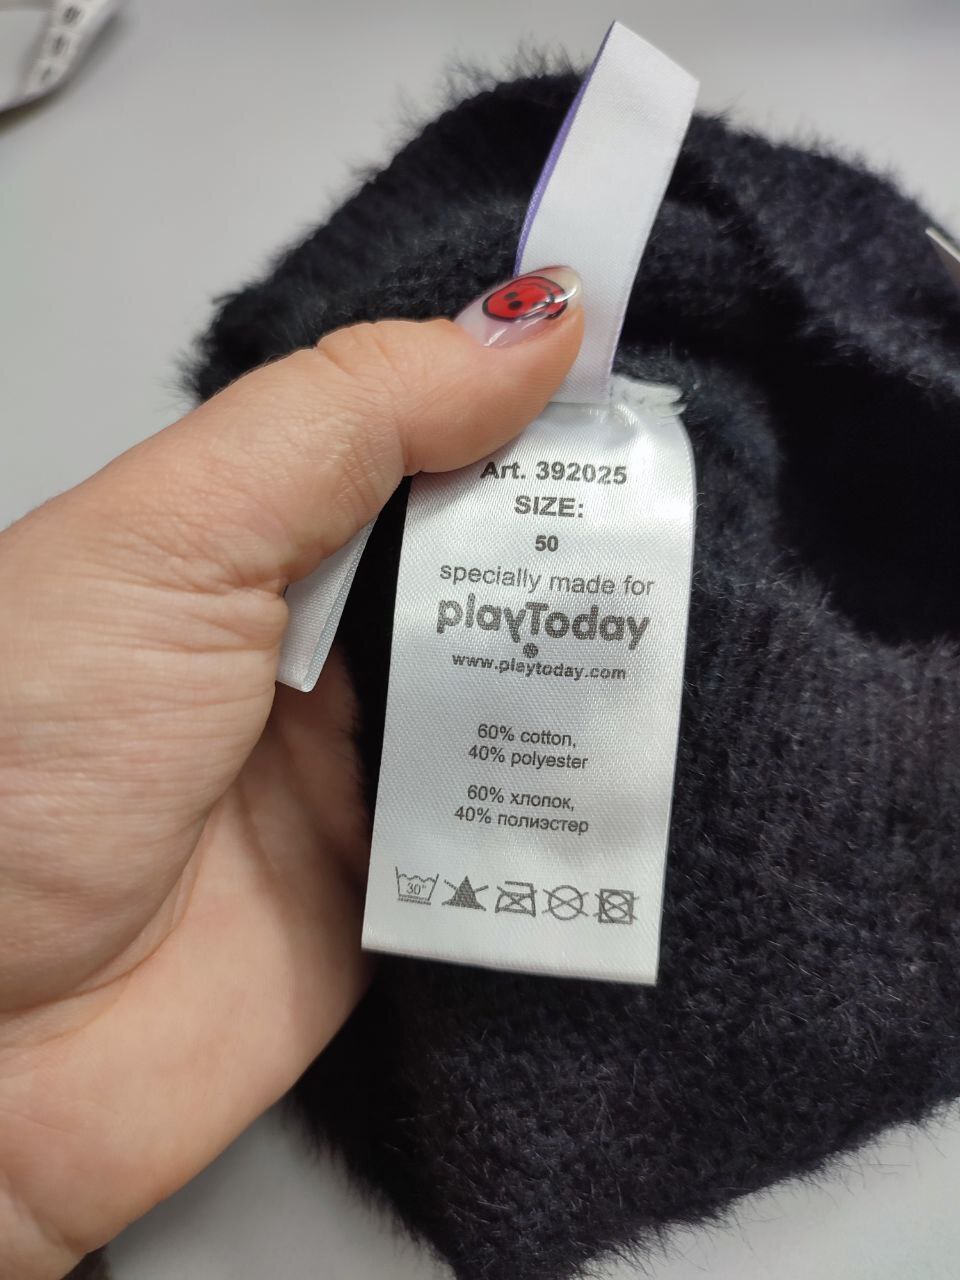 Art. 392025
SIZE:
50
specially made for
playToday
www.playtoday.com
60% cotton,
40% polyester
60% хлопок,
40% полиэстер
30°